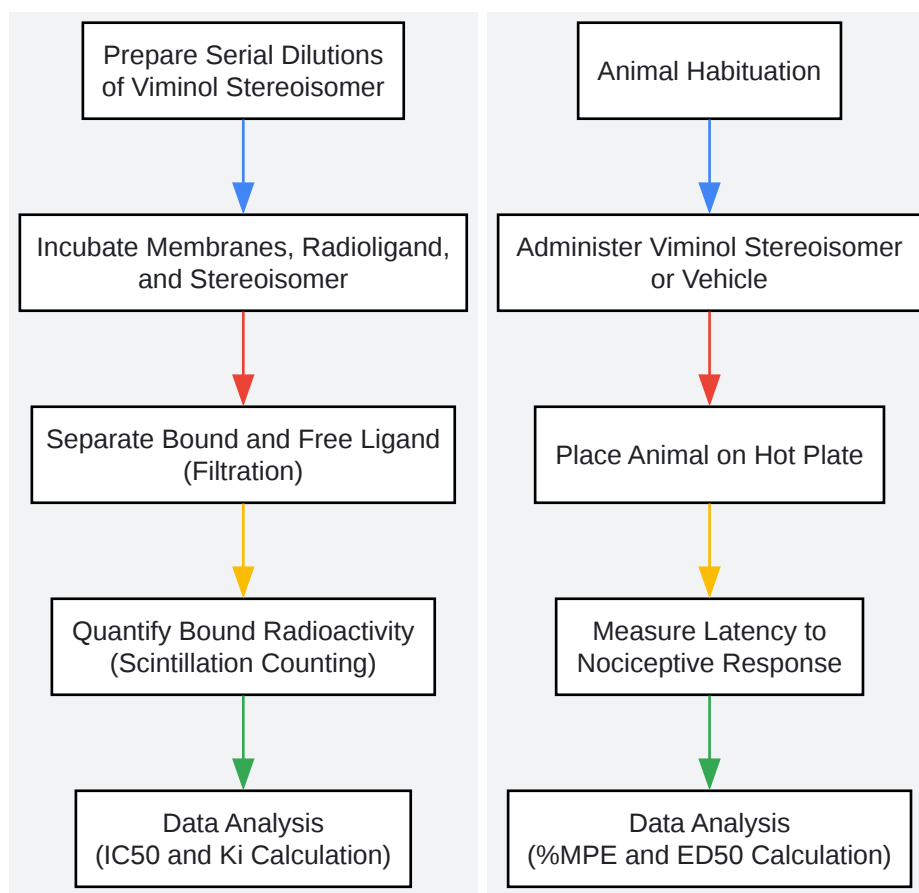 Prepare Serial Dilutions
of Viminol Stereoisomer
Incubate Membranes, Radioligand,
and Stereoisomer
Separate Bound and Free Ligand
(Filtration)
Quantify Bound Radioactivity
(Scintillation Counting)
Data Analysis
(IC50 and Ki Calculation)
Animal Habituation
Administer Viminol Stereoisomer
or Vehicle
Place Animal on Hot Plate
Measure Latency to
Nociceptive Response
Data Analysis
(%MPE and ED50 Calculation)